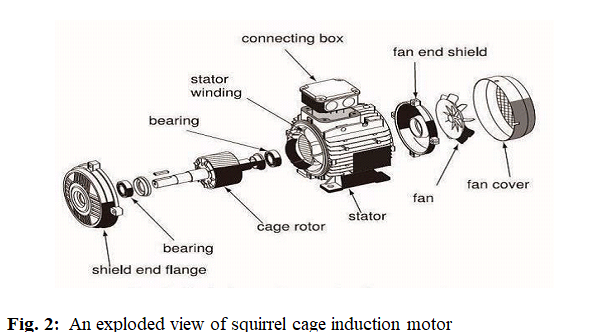 connecting box
fan end shield
stator
winding
bearing
fan cover
fan
stator
cage rotor
bearing
shield end flange
Fig. 2: An exploded view of squirrel cage induction motor